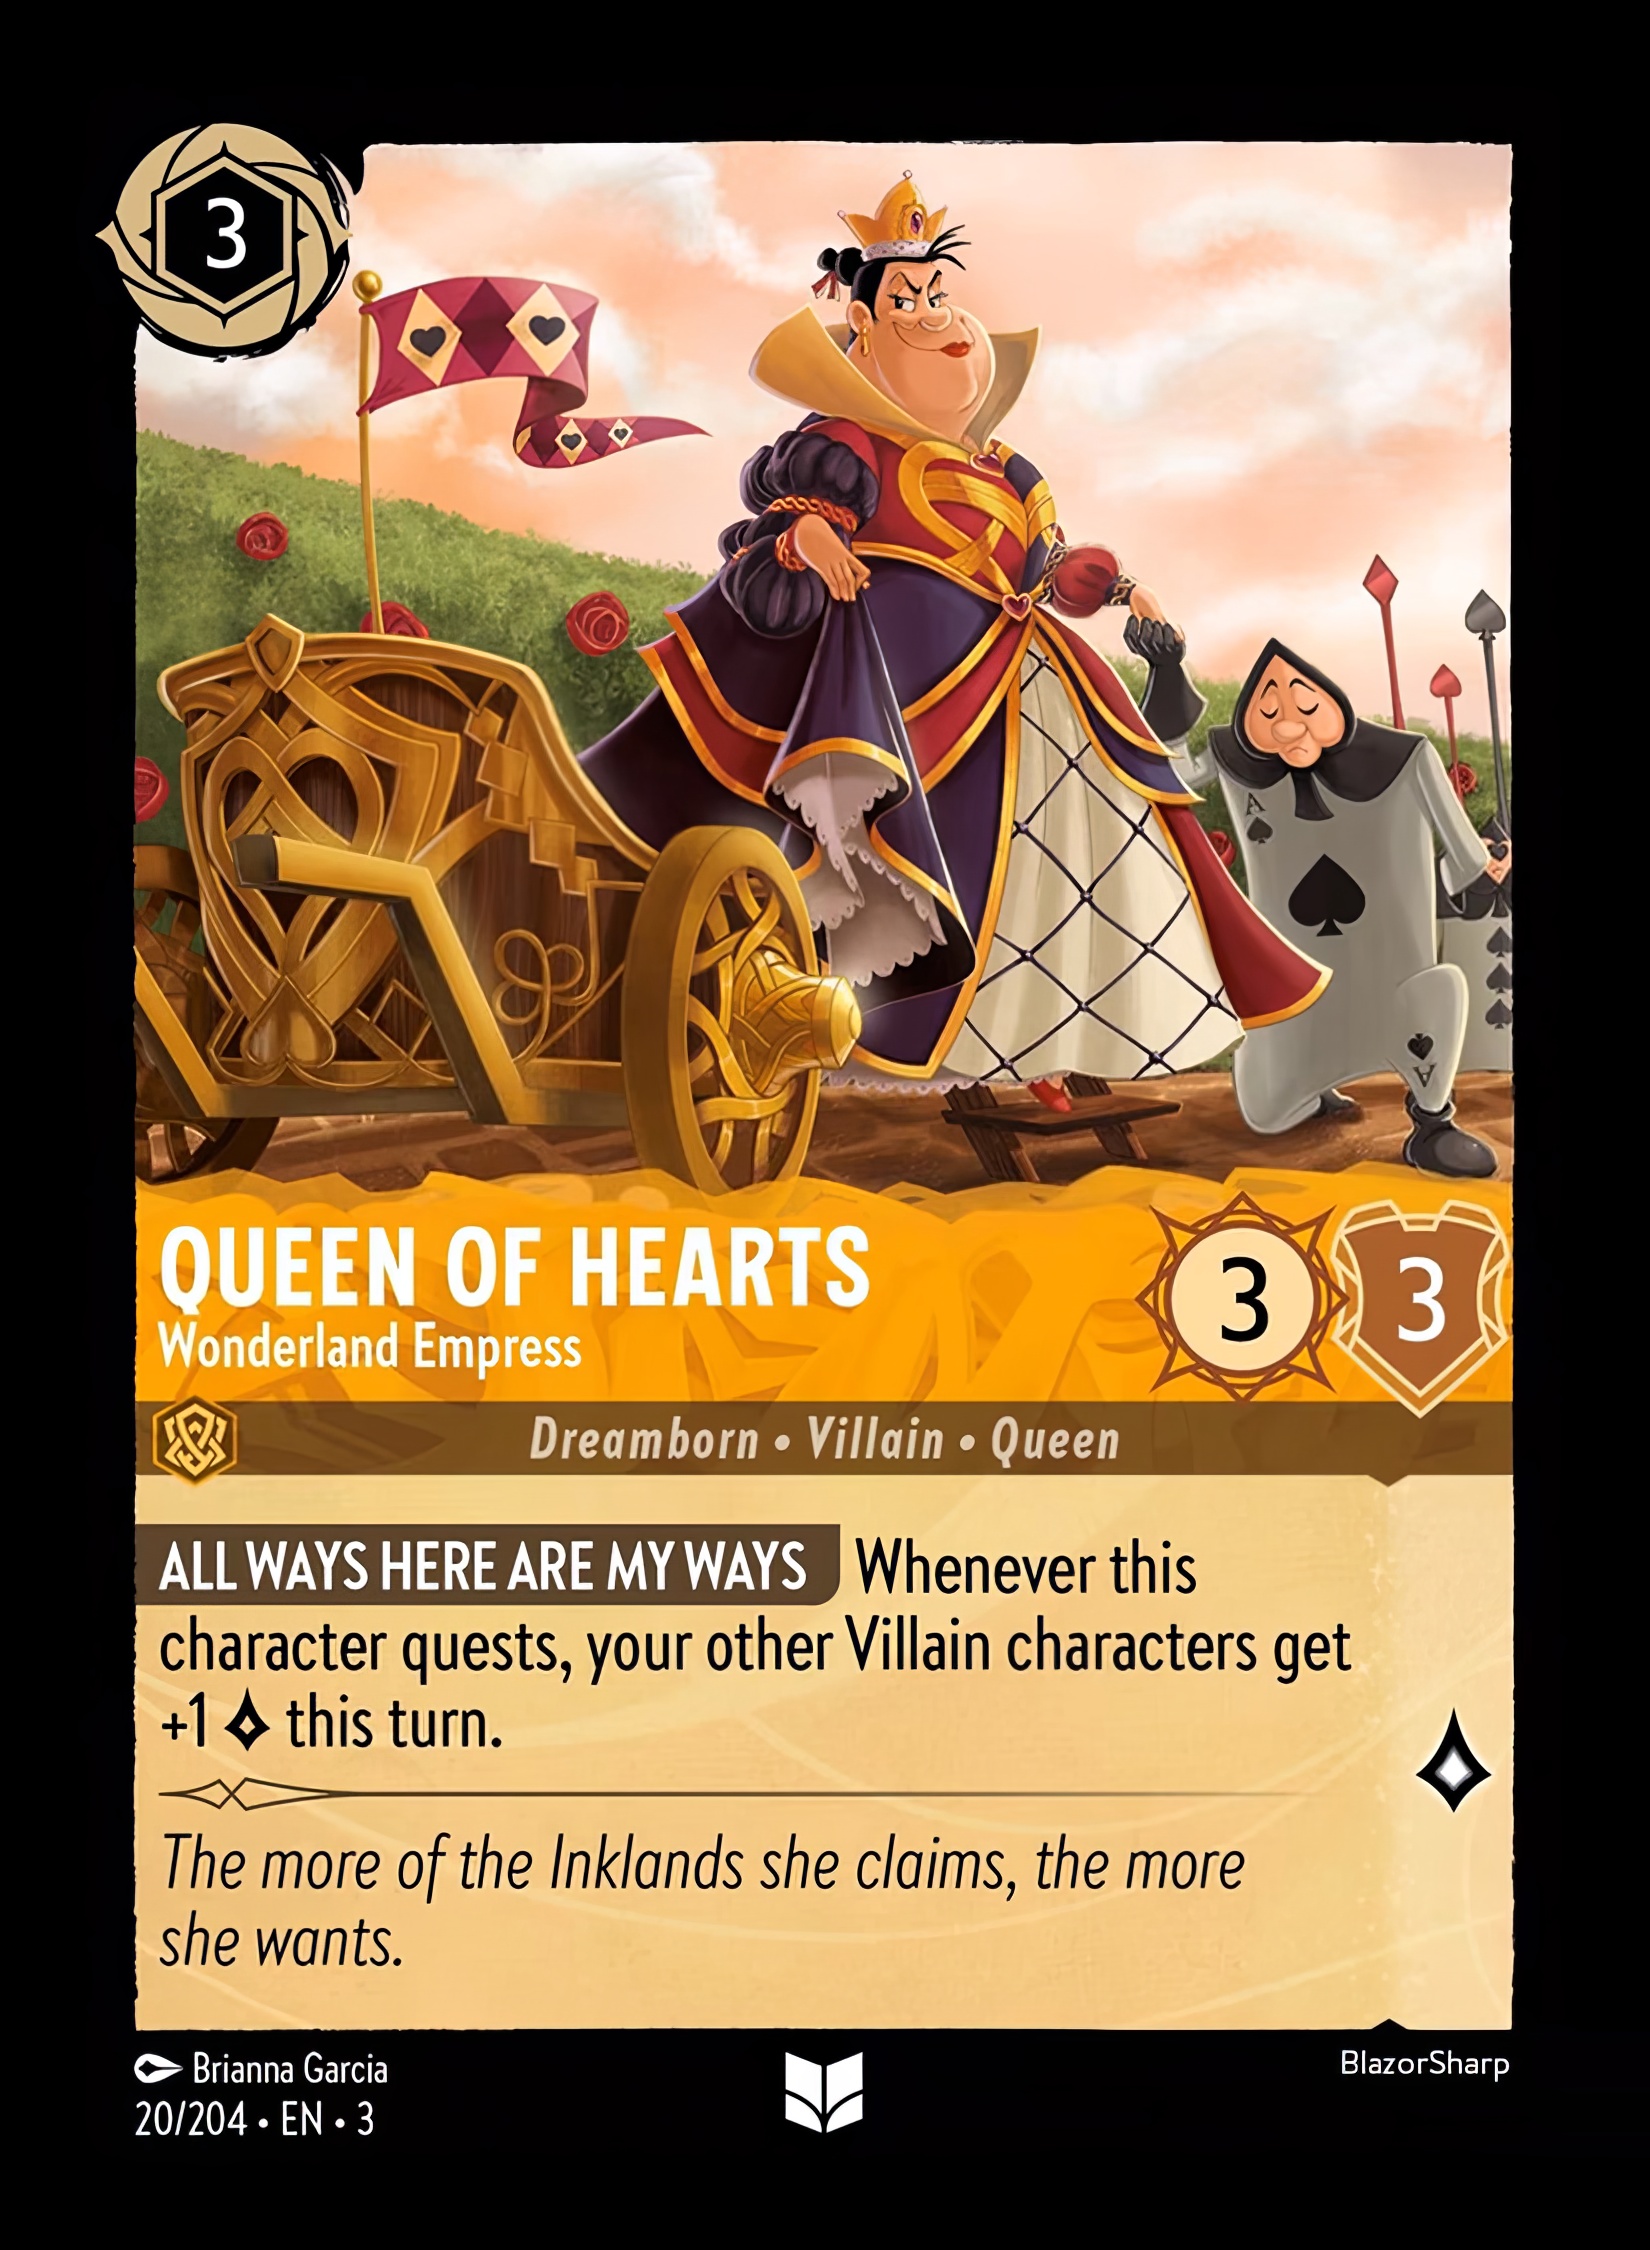 3
A
A
QUEEN OF HEARTS
Wonderland Empress
3
3
Dreamborn • Villain • Queen
ALL WAYS HERE ARE MY WAYS Whenever this
character quests, your other Villain characters get
+1 this turn.
The more of the Inklands she claims, the more
she wants.
Brianna Garcia
BlazorSharp
20/204 • EN • 3